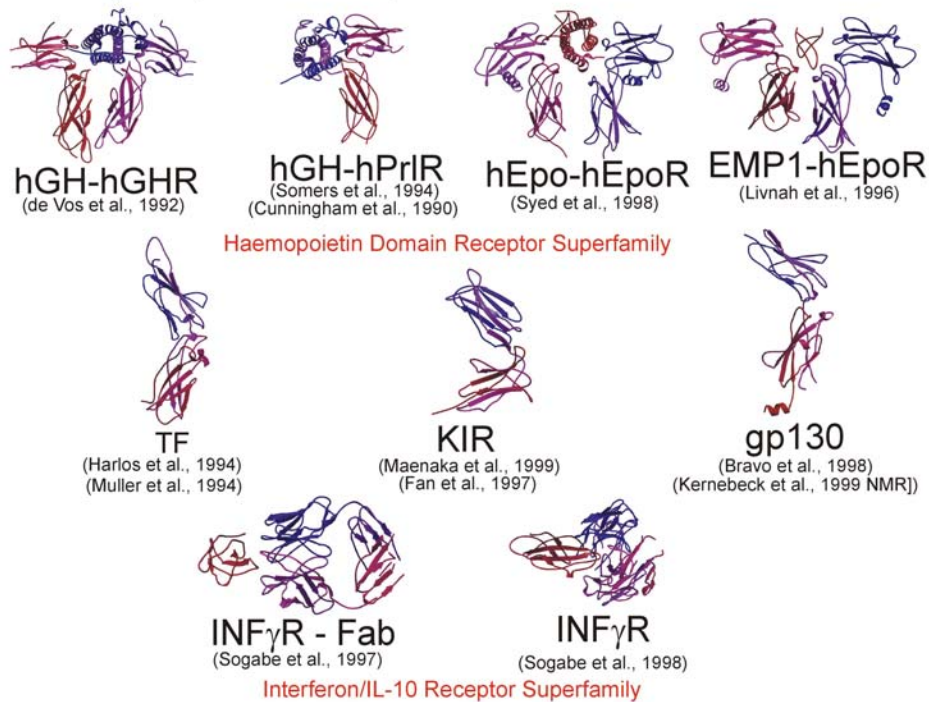 hGH-hGHR
(de Vos et al., 1992)
hGH-hPrlR
(Somers et al., 1994)
(Cunningham et al., 1990)
hEpo-hEpoR
(Syed et al., 1998)
EMP1-hEpoR
(Livnah et al., 1996)
Haemopoietin Domain Receptor Superfamily
TF
(Harlos et al., 1994)
(Muller et al., 1994)
KIR
(Maenaka et al., 1999)
(Fan et al., 1997)
gp130
(Bravo et al., 1998)
(Kernebeck et al., 1999 NMR])
INFγR - Fab
(Sogabe et al., 1997)
INFγR
(Sogabe et al., 1998)
Interferon/IL-10 Receptor Superfamily